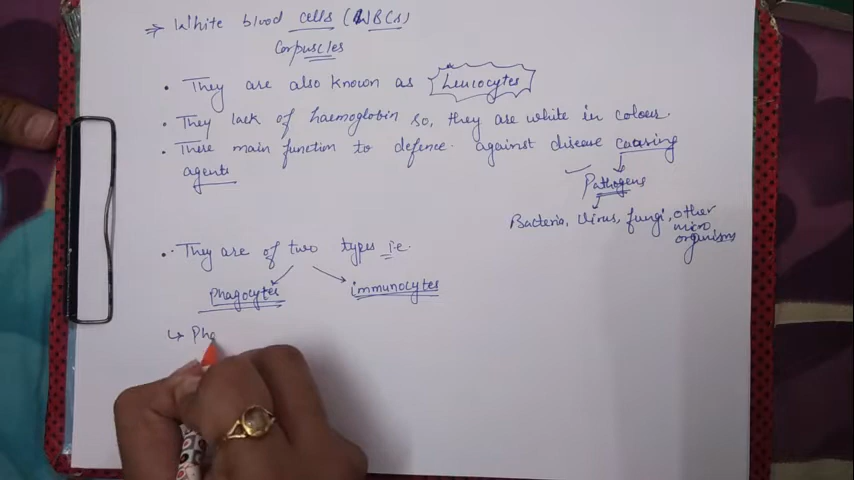 ⇒ White blood cells (WBCs)
Corpuscles
• They are also known as Leucocytes
• They lack of haemoglobin so, they are white in colour.
• There main function to defence against disease causing
agents
Pathogens
Bacteria, Virus, fungi, other
micro
organisms
• They are of two types i.e.
Phagocytes immunocytes
↳ Pha